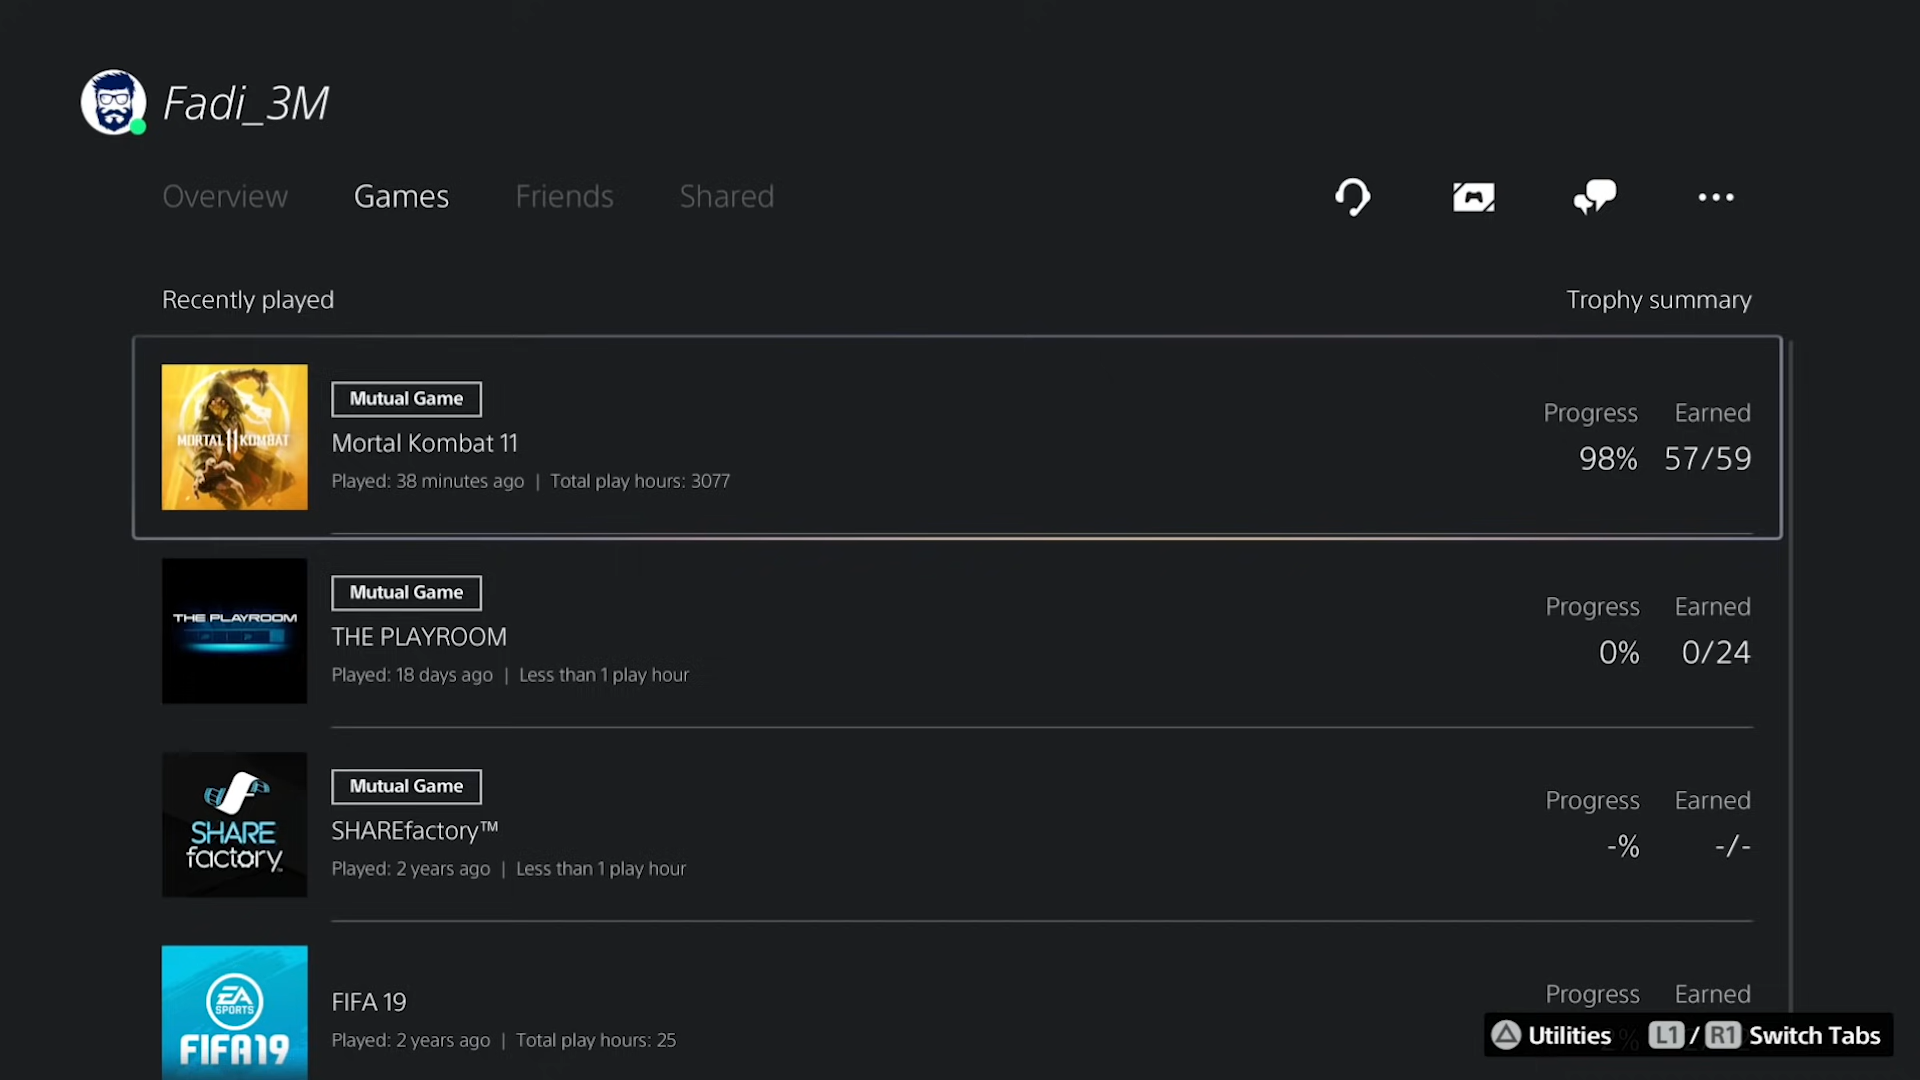 Fadi_3M
Overview Games Friends Shared
Recently played Trophy summary
MORTAL KOMBAT 11
Mutual Game
Mortal Kombat 11
Played: 38 minutes ago | Total play hours: 3077
Progress Earned
98% 57/59
THE PLAYROOM
Mutual Game
THE PLAYROOM
Played: 18 days ago | Less than 1 play hour
Progress Earned
0% 0/24
SHARE
factory™
Mutual Game
SHAREfactory™
Played: 2 years ago | Less than 1 play hour
Progress Earned
-% -/-
EA
SPORTS
FIFA19
FIFA 19
Played: 2 years ago | Total play hours: 25
Progress Earned
Utilities L1 / R1 Switch Tabs